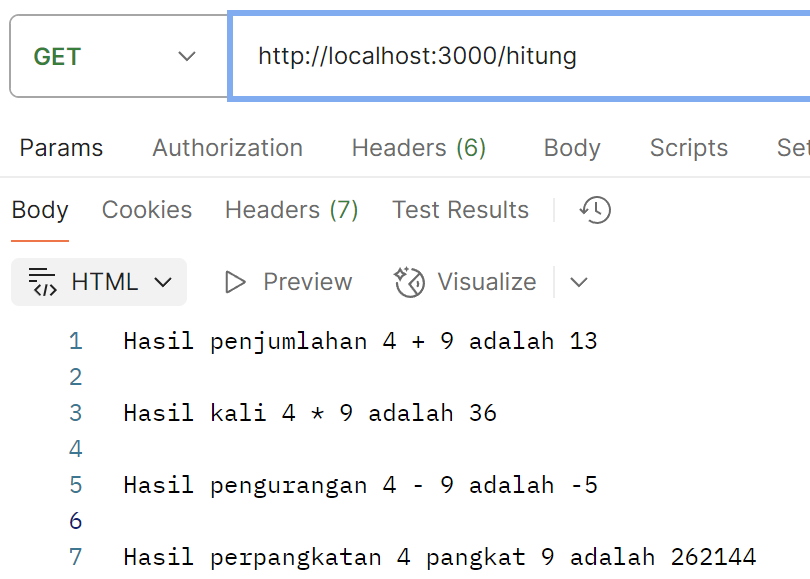 GET http://localhost:3000/hitung
Params Authorization Headers (6) Body Scripts Set
Body Cookies Headers (7) Test Results
HTML Preview Visualize
1 Hasil penjumlahan 4 + 9 adalah 13
2
3 Hasil kali 4 * 9 adalah 36
4
5 Hasil pengurangan 4 - 9 adalah -5
6
7 Hasil perpangkatan 4 pangkat 9 adalah 262144